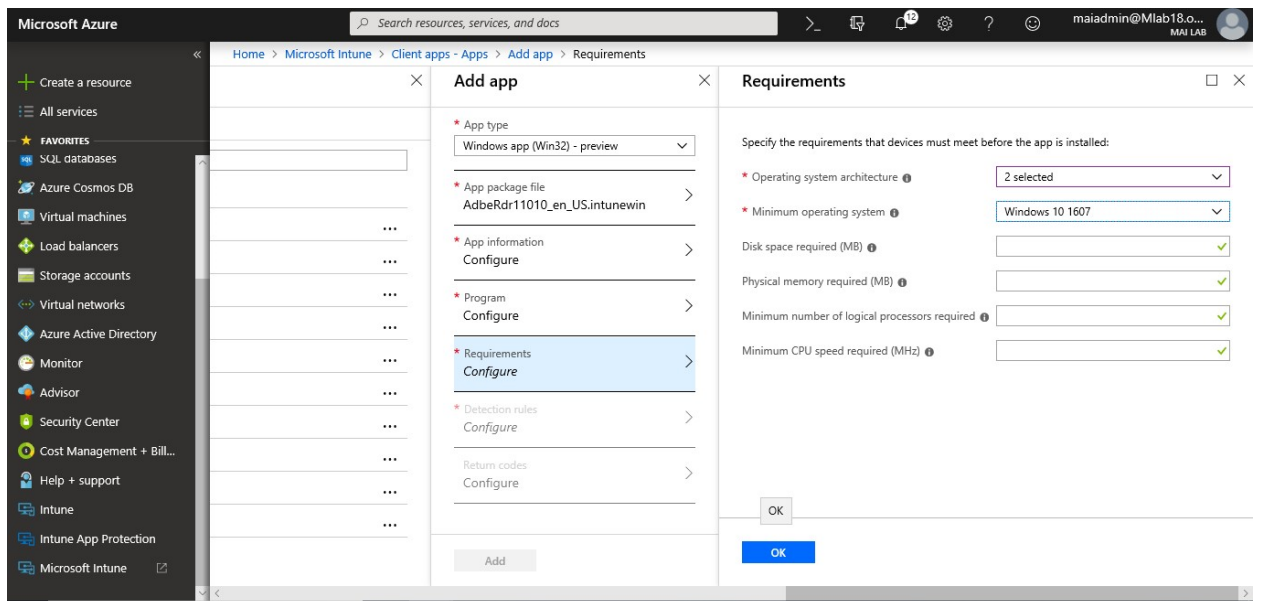 Microsoft Azure
Search resources, services, and docs
12
maiadmin@Mlab18.o...
MAI LAB
Home > Microsoft Intune > Client apps - Apps > Add app > Requirements
Create a resource
All services
FAVORITES
SQL databases
Azure Cosmos DB
Virtual machines
Load balancers
Storage accounts
Virtual networks
Azure Active Directory
Monitor
Advisor
Security Center
Cost Management + Bill...
Help + support
Intune
Intune App Protection
Microsoft Intune
Add app
* App type
Windows app (Win32) - preview
* App package file
AdbeRdr11010_en_US.intunewin
* App information
Configure
* Program
Configure
* Requirements
Configure
* Detection rules
Configure
Return codes
Configure
Add
Requirements
Specify the requirements that devices must meet before the app is installed:
* Operating system architecture
2 selected
* Minimum operating system
Windows 10 1607
Disk space required (MB)
Physical memory required (MB)
Minimum number of logical processors required
Minimum CPU speed required (MHz)
OK
OK